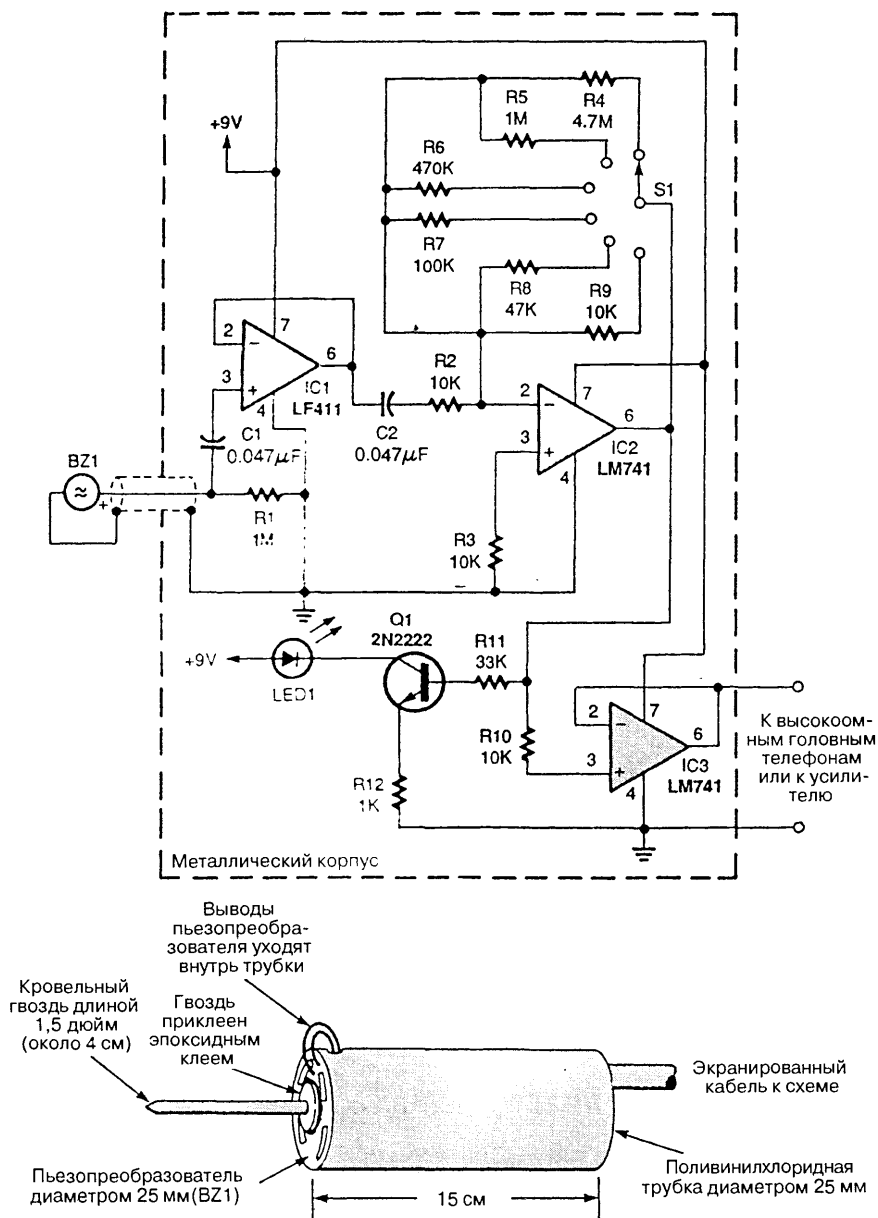 +9V
R5
1M
R4
4.7M
R6
470K
S1
R7
100K
R8
47K
R9
10K
2
7
6
3
4
IC1
LF411
C1
0.047µF
C2
0.047µF
R2
10K
2
7
6
3
4
IC2
LM741
BZ1
+
R1
1M
R3
10K
Q1
2N2222
+9V
LED1
R11
33K
R10
10K
R12
1K
2
7
6
3
4
IC3
LM741
К высокоом-
ным головным
телефонам
или к усили-
телю
Металлический корпус
Выводы
пьезопреобра-
зователя уходят
внутрь трубки
Кровельный
гвоздь длиной
1,5 дюйм
(около 4 см)
Гвоздь
приклеен
эпоксидным
клеем
Экранированный
кабель к схеме
Пьезопреобразователь
диаметром 25 мм (BZ1)
15 см
Поливинилхлоридная
трубка диаметром 25 мм